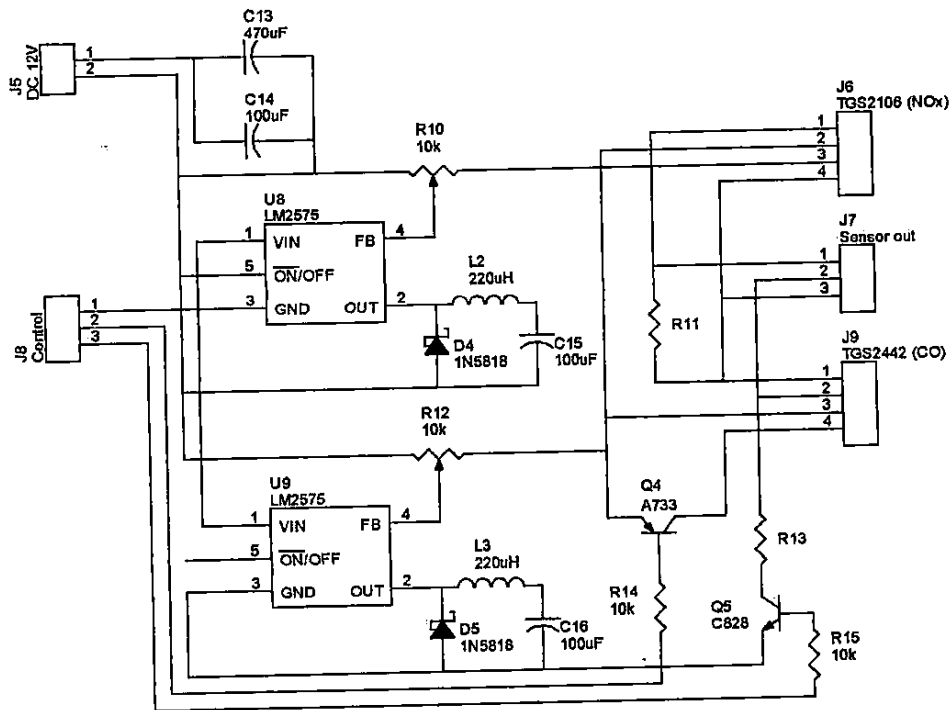 C13
470uF
J5
DC 12V
1
2
C14
100uF
R10
10k
J6
TGS2106 (NOx)
1
2
3
4
U8
LM2575
1
VIN
FB
4
5
ON/OFF
3
GND
OUT
2
L2
220uH
J7
Sensor out
1
2
3
J8
Control
1
2
3
D4
1N5818
C15
100uF
R11
J9
TGS2442 (CO)
1
2
3
4
R12
10k
U9
LM2575
1
VIN
FB
4
5
ON/OFF
3
GND
OUT
2
Q4
A733
L3
220uH
R13
R14
10k
D5
1N5818
C16
100uF
Q5
C828
R15
10k